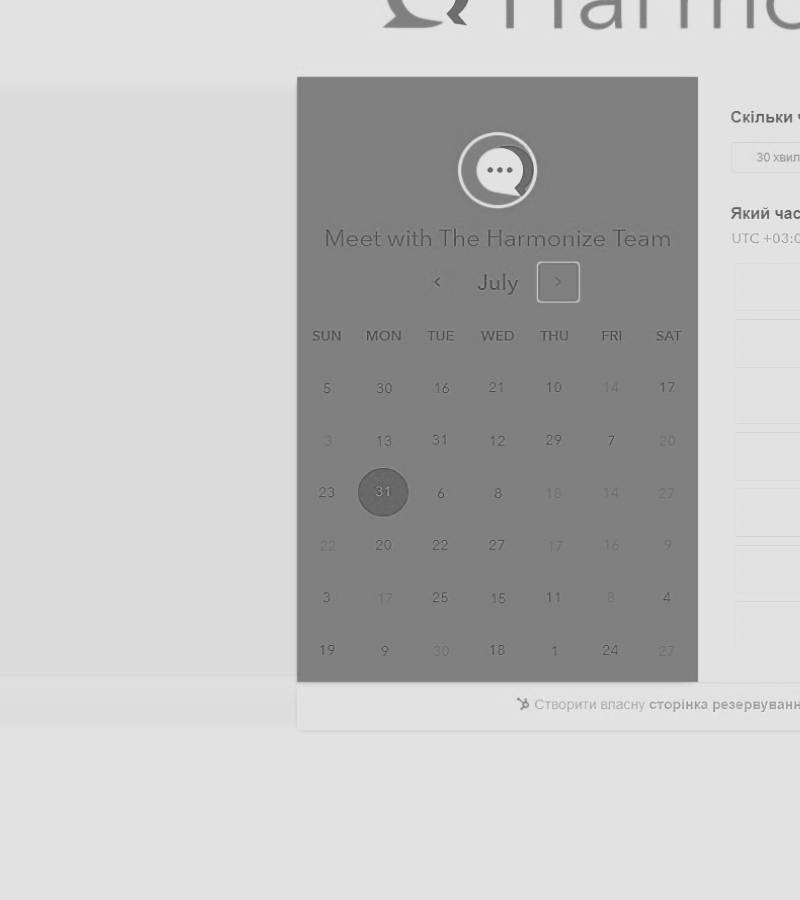 Harmo
Meet with The Harmonize Team
July
SUN MON TUE WED THU FRI SAT
5 30 16 21 10 14 17
3 13 31 12 29 7 20
23 31 6 8 18 14 27
22 20 22 27 17 16 9
3 17 25 15 11 8 4
19 9 30 18 1 24 27
Скільки ч
30 хвил
Який час
UTC +03:0
Створити власну сторінка резервуванн